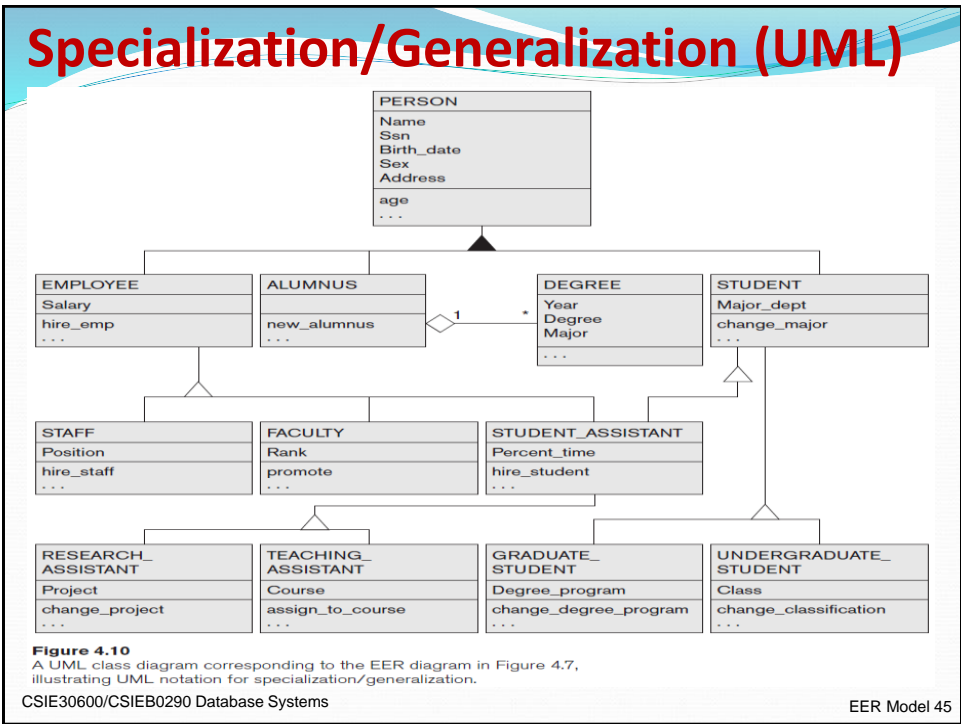 Specialization/Generalization (UML)
PERSON
Name
Ssn
Birth_date
Sex
Address
age
. . .
EMPLOYEE
Salary
hire_emp
. . .
ALUMNUS
new_alumnus
. . .
1
*
DEGREE
Year
Degree
Major
. . .
STUDENT
Major_dept
change_major
. . .
STAFF
Position
hire_staff
. . .
FACULTY
Rank
promote
. . .
STUDENT_ASSISTANT
Percent_time
hire_student
. . .
RESEARCH_
ASSISTANT
Project
change_project
. . .
TEACHING_
ASSISTANT
Course
assign_to_course
. . .
GRADUATE_
STUDENT
Degree_program
change_degree_program
. . .
UNDERGRADUATE_
STUDENT
Class
change_classification
. . .
Figure 4.10
A UML class diagram corresponding to the EER diagram in Figure 4.7,
illustrating UML notation for specialization/generalization.
CSIE30600/CSIEB0290 Database Systems
EER Model 45